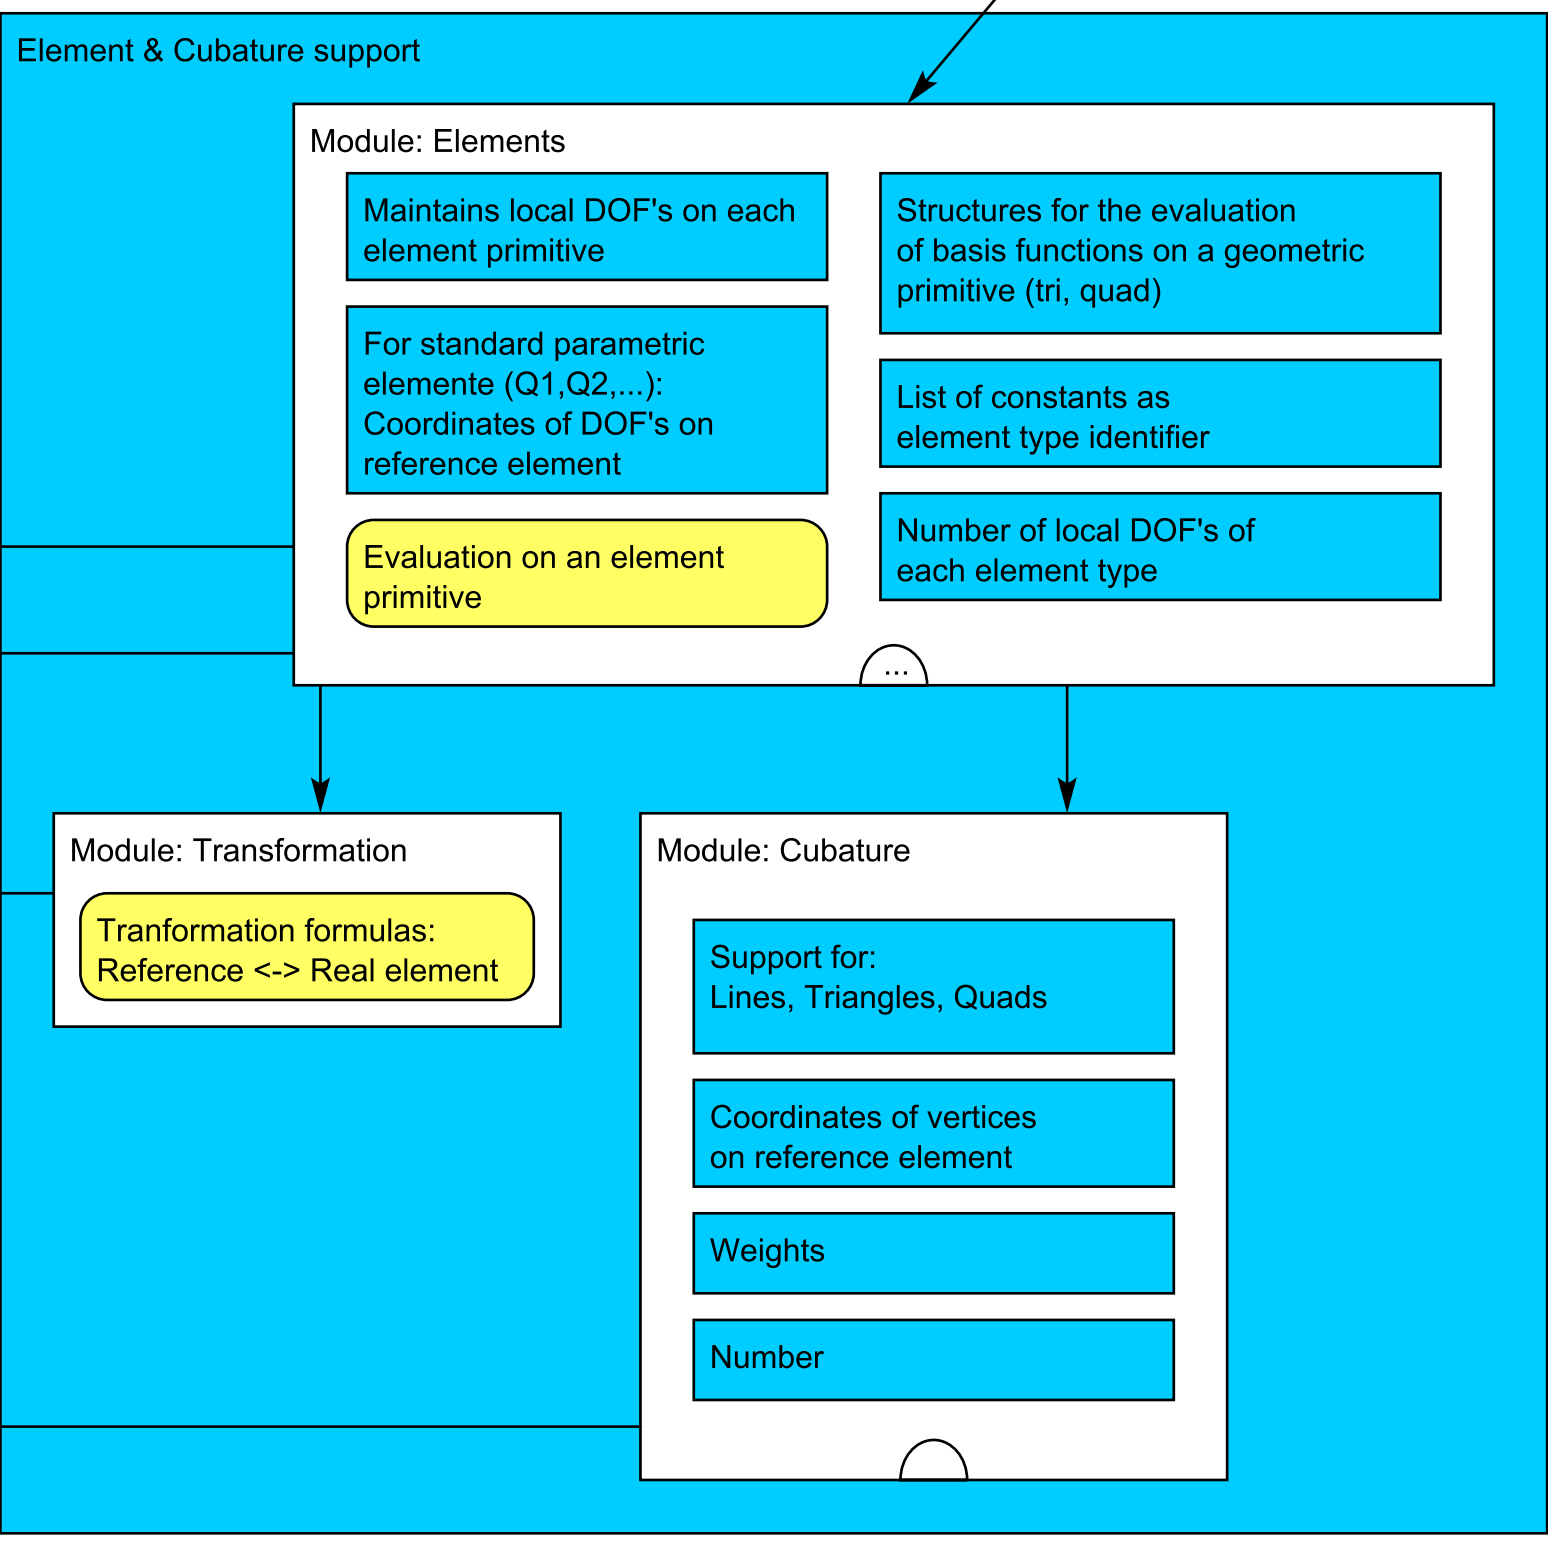 Element & Cubature support
Module: Elements
Maintains local DOF's on each
element primitive
For standard parametric
elemente (Q1,Q2,...):
Coordinates of DOF's on
reference element
Evaluation on an element
primitive
Structures for the evaluation
of basis functions on a geometric
primitive (tri, quad)
List of constants as
element type identifier
Number of local DOF's of
each element type
...
Module: Transformation
Tranformation formulas:
Reference <-> Real element
Module: Cubature
Support for:
Lines, Triangles, Quads
Coordinates of vertices
on reference element
Weights
Number